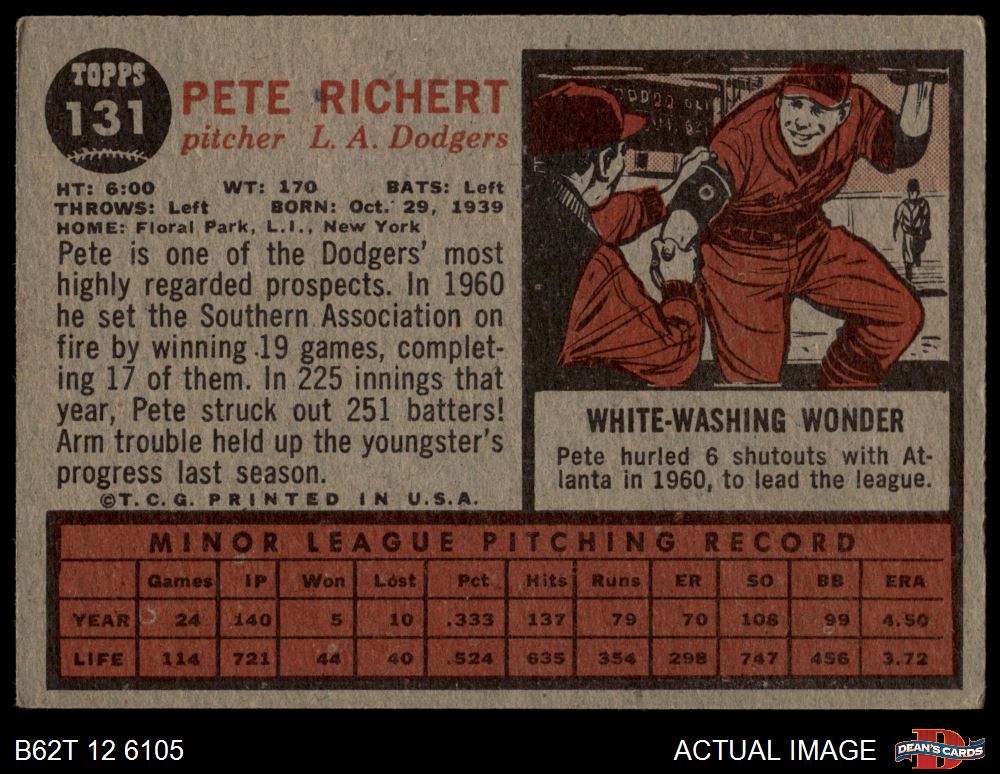 TOPPS
131
PETE RICHERT
pitcher L. A. Dodgers
HT: 6:00 WT: 170 BATS: Left
THROWS: Left BORN: Oct. 29, 1939
HOME: Floral Park, L.I., New York
Pete is one of the Dodgers' most
highly regarded prospects. In 1960
he set the Southern Association on
fire by winning 19 games, complet-
ing 17 of them. In 225 innings that
year, Pete struck out 251 batters!
Arm trouble held up the youngster's
progress last season.
©T.C.G. PRINTED IN U.S.A.
WHITE-WASHING WONDER
Pete hurled 6 shutouts with At-
lanta in 1960, to lead the league.
MINOR LEAGUE PITCHING RECORD
Games IP Won Lost Pct Hits Runs ER SO BB ERA
YEAR 24 140 5 10 .333 137 79 70 108 99 4.50
LIFE 114 721 44 40 .524 635 354 298 747 456 3.72
B62T 12 6105
ACTUAL IMAGE
DEAN'S CARDS